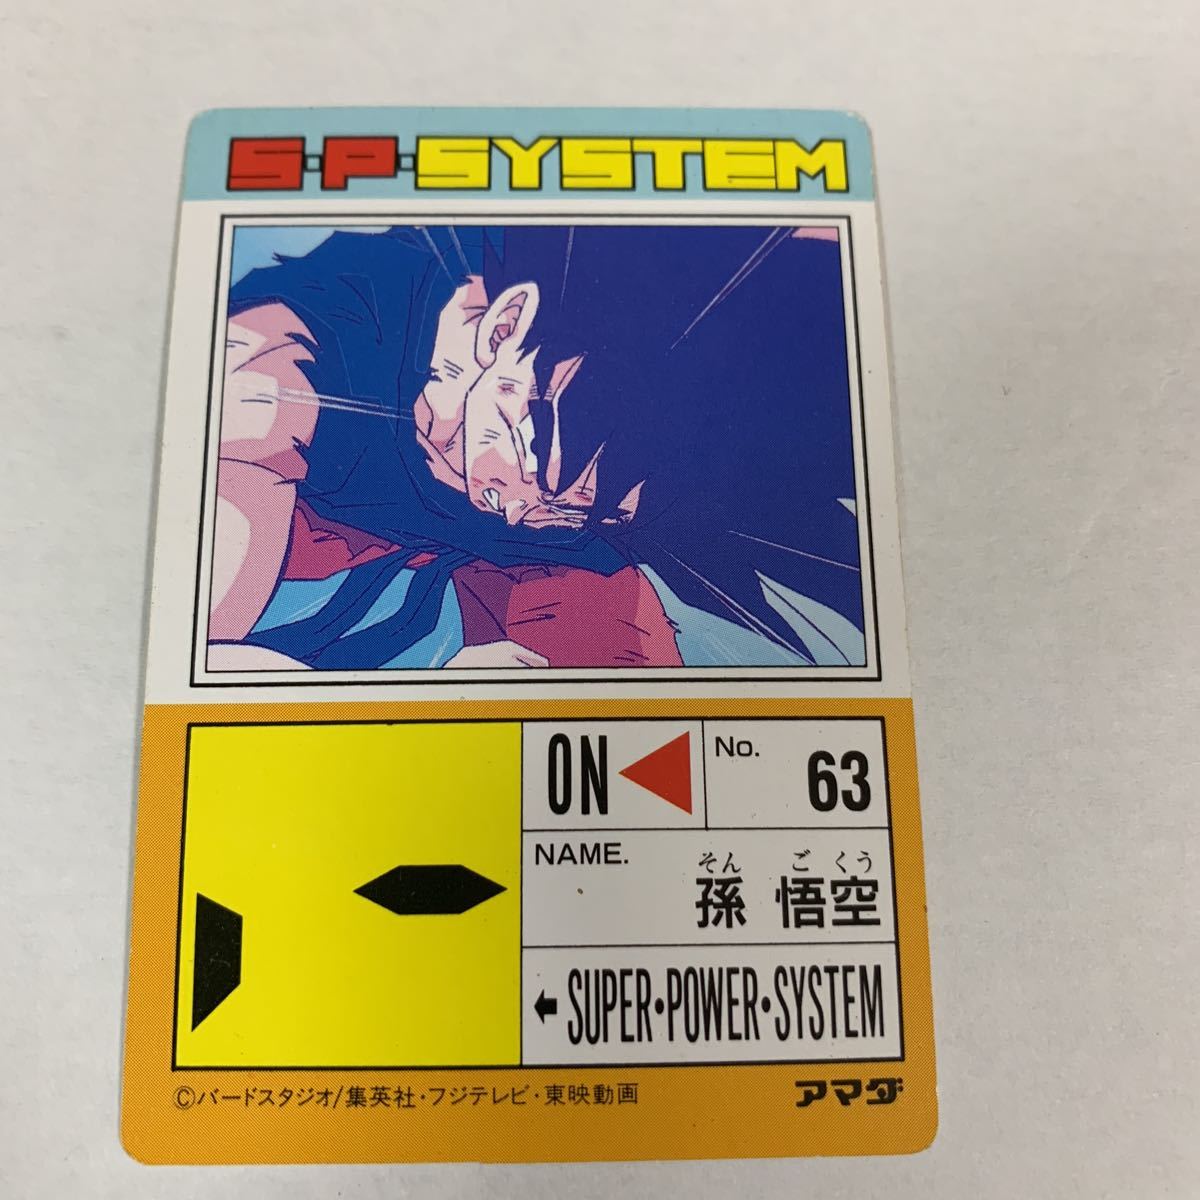 S·P·SYSTEM
ON
No. 63
NAME.
そん ご くう
孫 悟空
SUPER·POWER·SYSTEM
©バードスタジオ/集英社・フジテレビ・東映動画
アマダ